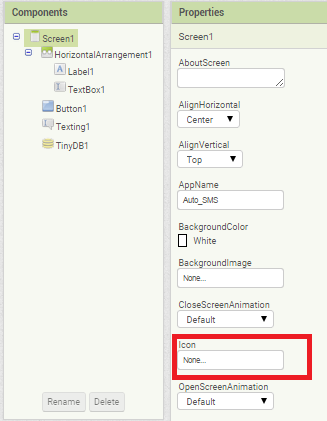 Components
Screen1
HorizontalArrangement1
Label1
TextBox1
Button1
Texting1
TinyDB1
Rename
Delete
Properties
Screen1
AboutScreen
AlignHorizontal
Center
AlignVertical
Top
AppName
Auto_SMS
BackgroundColor
White
BackgroundImage
None...
CloseScreenAnimation
Default
Icon
None...
OpenScreenAnimation
Default